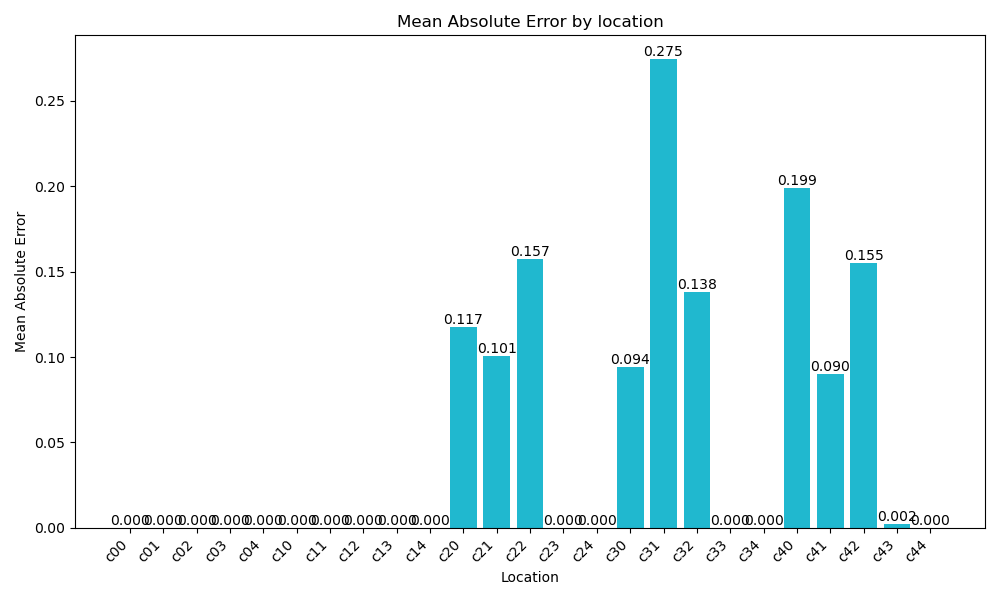 Mean Absolute Error by location
Mean Absolute Error
0.25
0.20
0.15
0.10
0.05
0.00
0.000 0.000 0.000 0.000 0.000 0.000 0.000 0.000 0.000 0.000 0.117 0.101 0.157 0.000 0.000 0.094 0.275 0.138 0.000 0.000 0.199 0.090 0.155 0.002 0.000
c00 c01 c02 c03 c04 c10 c11 c12 c13 c14 c20 c21 c22 c23 c24 c30 c31 c32 c33 c34 c40 c41 c42 c43 c44
Location